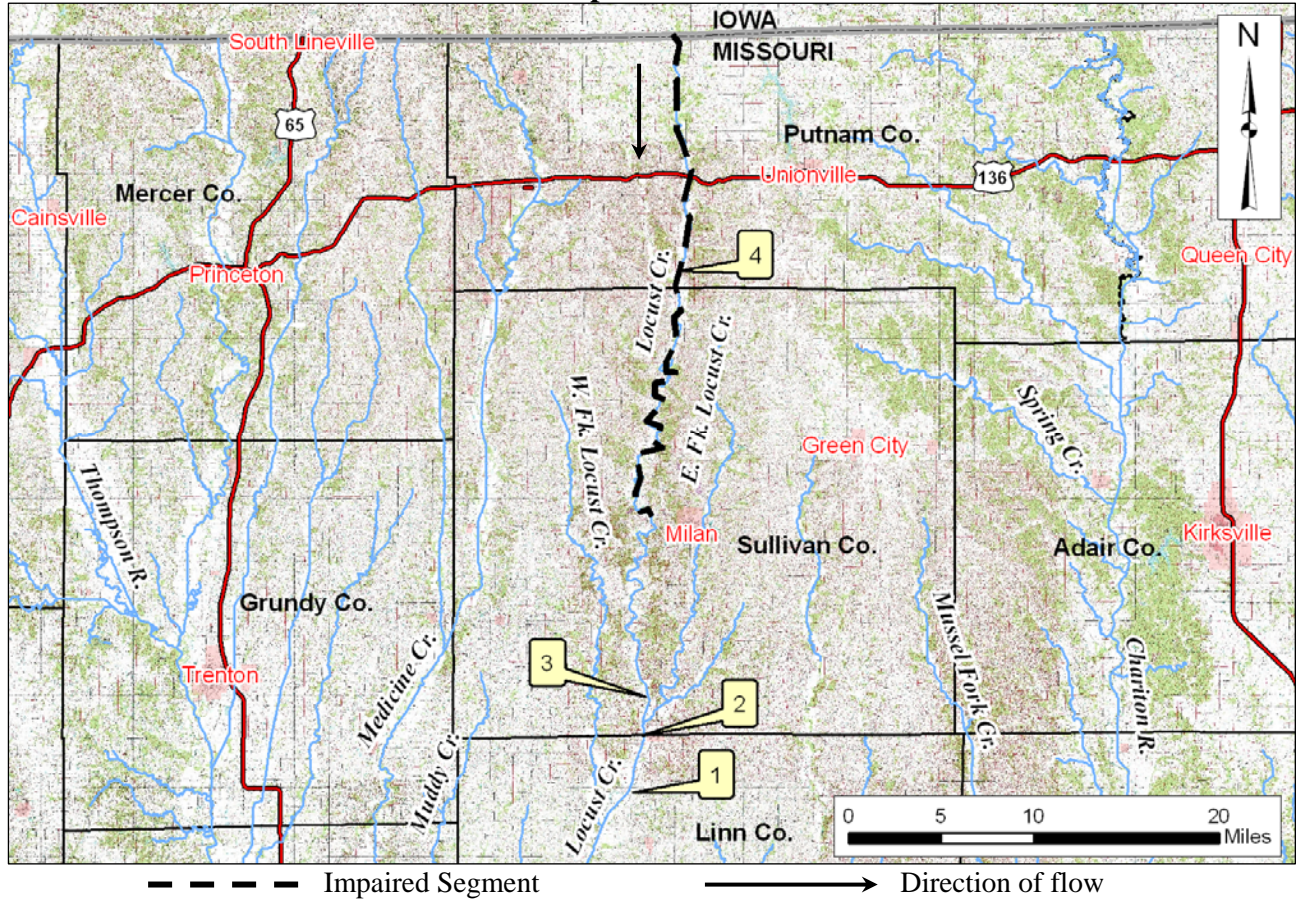 IOWA
MISSOURI
South Lineville
N
65
Putnam Co.
Mercer Co.
Unionville
136
Cainsville
Locust Cr.
4
Queen City
Princeton
W. Fk. Locust Cr.
E. Fk. Locust Cr.
Spring Cr.
Green City
Thompson R.
Milan
Sullivan Co.
Adair Co.
Kirksville
Grundy Co.
Medicine Cr.
Mussel Fork Cr.
Chariton R.
3
Trenton
2
Muddy Cr.
1
Locust Cr.
Linn Co.
0 5 10 20
Miles
Impaired Segment Direction of flow